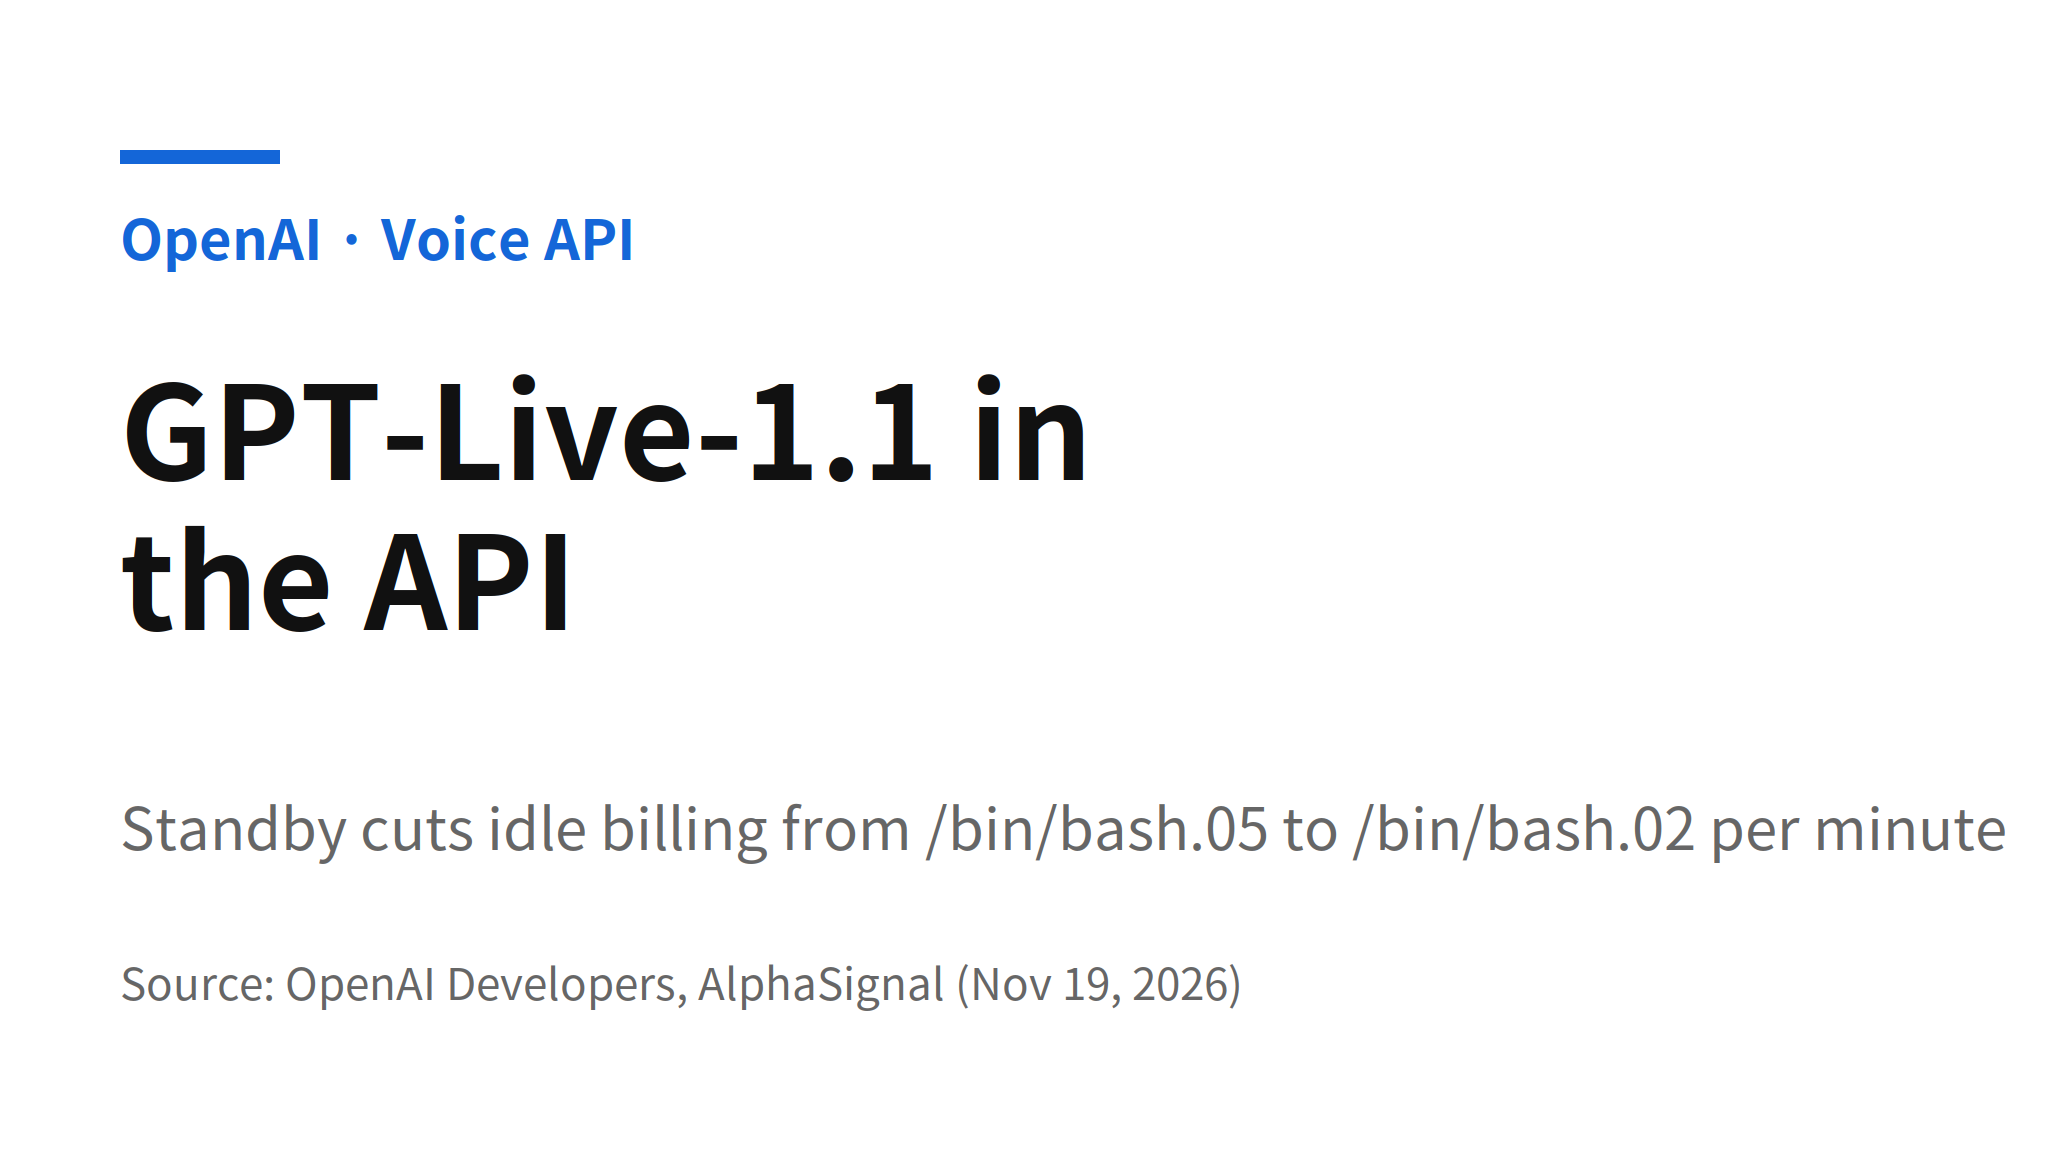 OpenAI · Voice API
GPT-Live-1.1 in
the API
Standby cuts idle billing from /bin/bash.05 to /bin/bash.02 per minute
Source: OpenAI Developers, AlphaSignal (Nov 19, 2026)